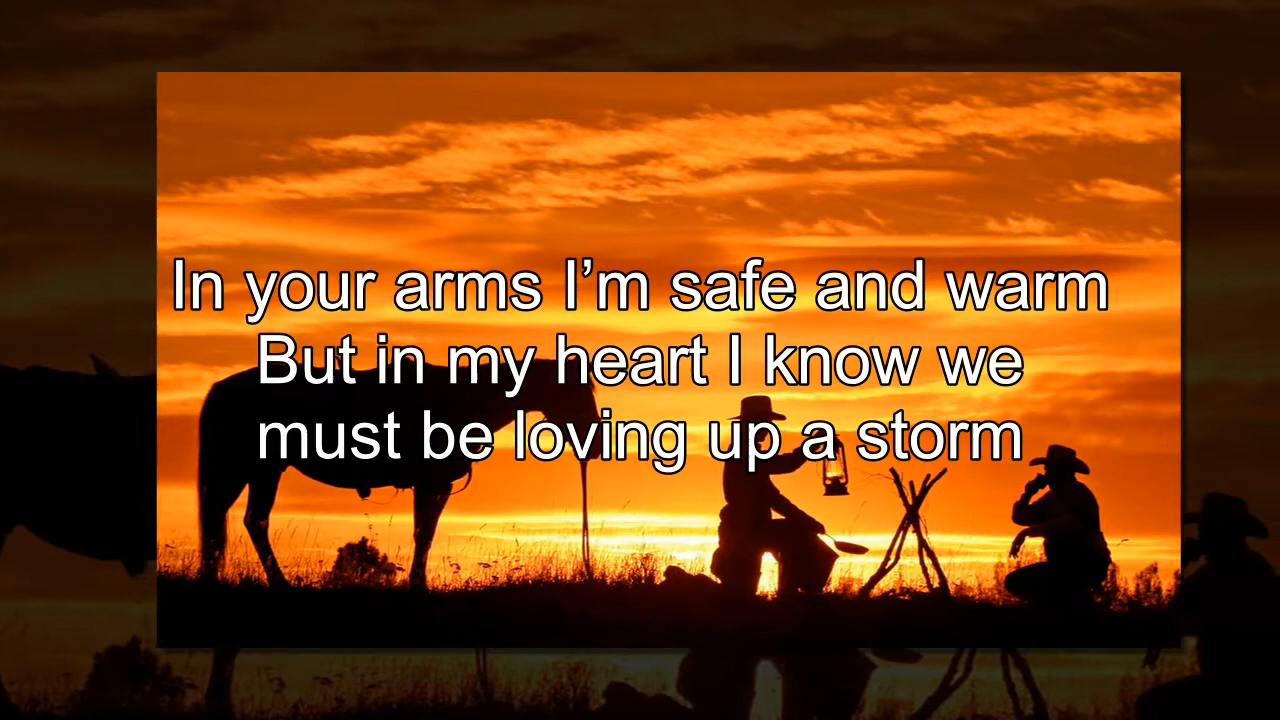 In your arms I’m safe and warm
But in my heart I know we
must be loving up a storm